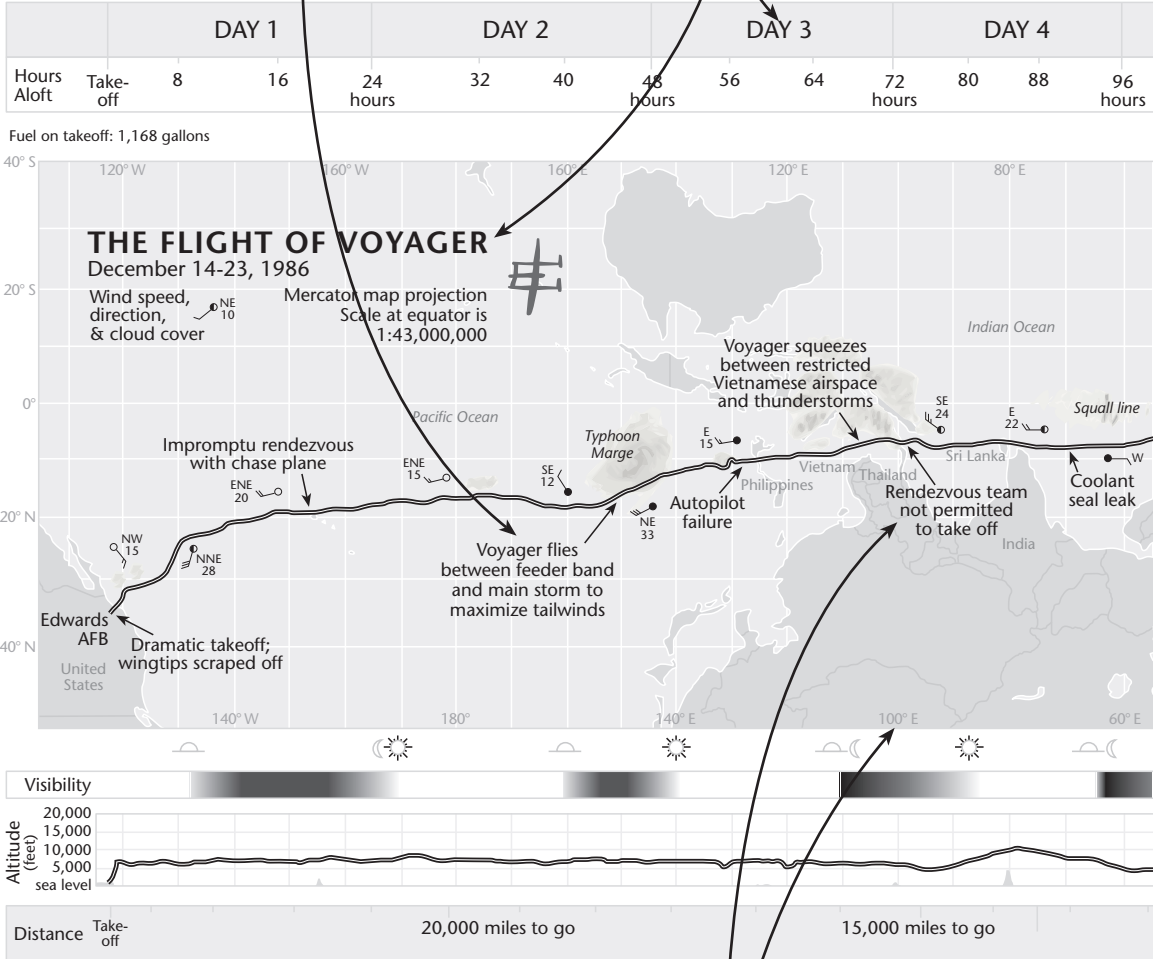 DAY 1 DAY 2 DAY 3 DAY 4
Hours
Aloft
Take-
off
8 16 24
hours
32 40 48
hours
56 64 72
hours
80 88 96
hours
Fuel on takeoff: 1,168 gallons
40° S
120° W 160° W 160° E 120° E 80° E
THE FLIGHT OF VOYAGER
December 14-23, 1986
Wind speed,
direction,
& cloud cover
NE
10
Mercator map projection
Scale at equator is
1:43,000,000
20° S
Indian Ocean
Voyager squeezes
between restricted
Vietnamese airspace
and thunderstorms
0°
Pacific Ocean
Typhoon
Marge
Squall line
Impromptu rendezvous
with chase plane
ENE
20
ENE
15
SE
12
E
15
SE
24
E
22
W
Vietnam
Thailand
Sri Lanka
Philippines
Autopilot
failure
NE
33
Rendezvous team
not permitted
to take off
Coolant
seal leak
India
20° N
NW
15
NNE
28
Voyager flies
between feeder band
and main storm to
maximize tailwinds
Edwards
AFB
Dramatic takeoff;
wingtips scraped off
40° N
United
States
140° W 180° 140° E 100° E 60° E
Visibility
Altitude
(feet)
20,000
15,000
10,000
5,000
sea level
Distance
Take-
off
20,000 miles to go 15,000 miles to go